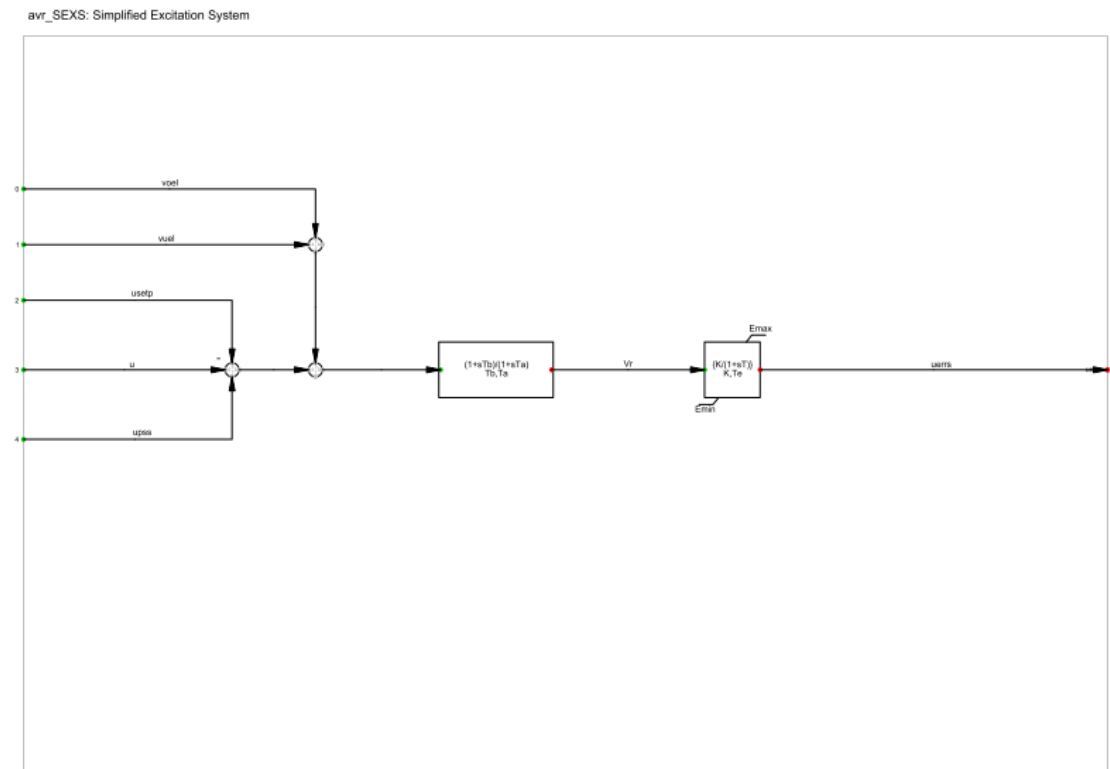 avr_SEXS: Simplified Excitation System
0
voel
1
vuel
2
usetp
3
u
-
4
upss
(1+sTb)/(1+sTa)
Tb,Ta
Vr
Emax
{K/(1+sT)}
K,Te
Emin
uerrs